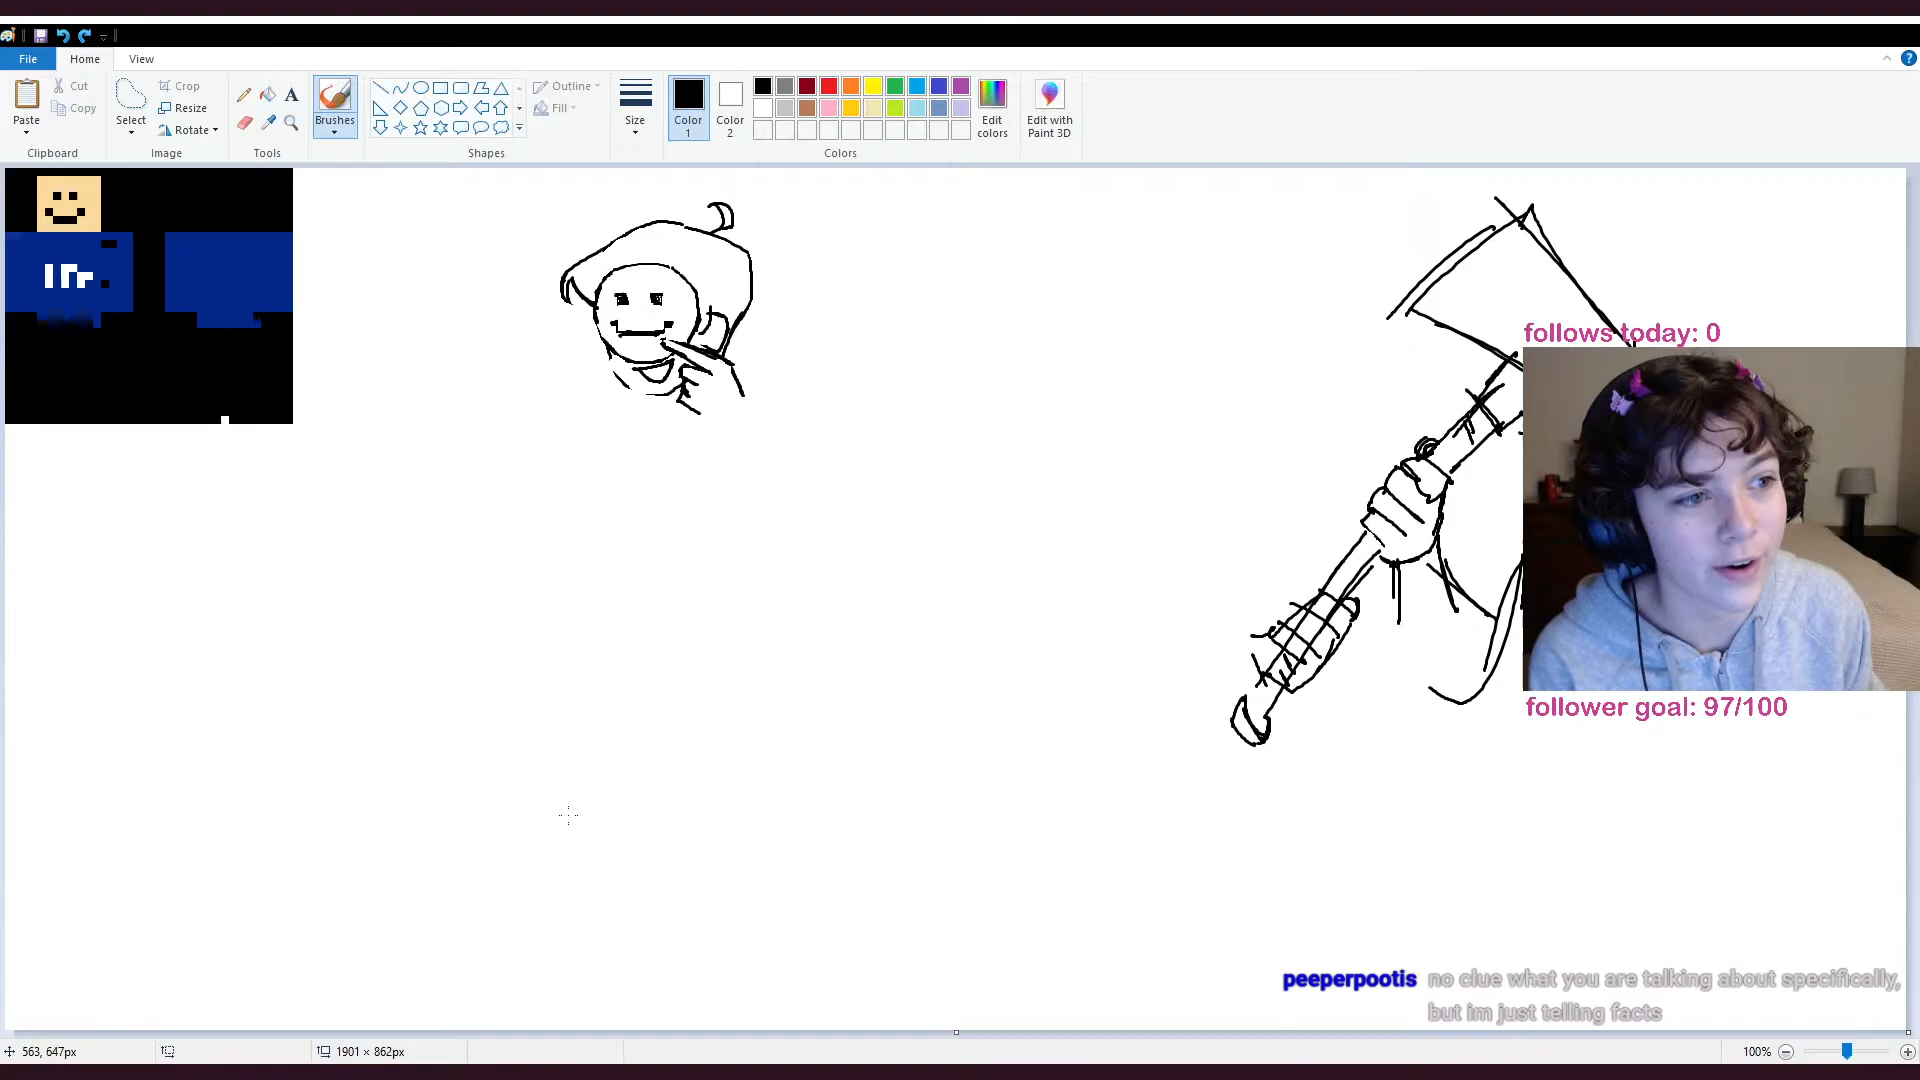 File
Home
View
Paste
Cut
Copy
Clipboard
Select
Crop
Resize
Rotate
Image
Tools
Brushes
Shapes
Outline
Fill
Size
Color
1
Color
2
Edit
colors
Edit with
Paint 3D
Colors
follows today: 0
follower goal: 97/100
peeperpootis no clue what you are talking about specifically,
but im just telling facts
563, 647px
1901 × 862px
100%